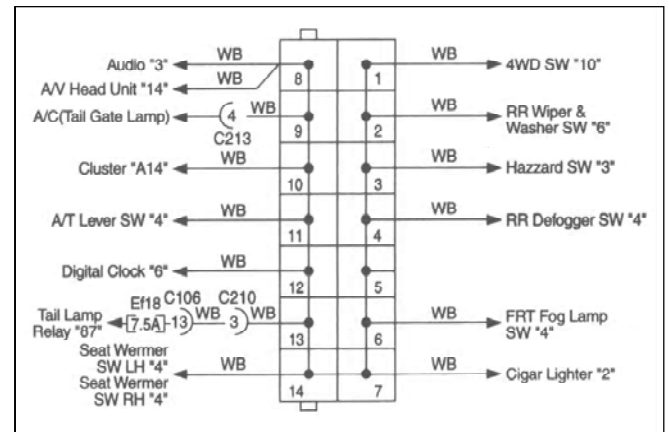 Audio "3" WB 8 1 WB 4WD SW "10"
A/V Head Unit "14" WB
A/C(Tail Gate Lamp) 4 WB 9 2 WB RR Wiper &
Washer SW "6"
C213
Cluster "A14" WB 10 3 WB Hazzard SW "3"
A/T Lever SW "4" WB 11 4 WB RR Defogger SW "4"
Digital Clock "6" WB 12 5
Ef18 C106 C210
Tail Lamp
Relay "87" 7.5A 13 WB 3 WB 13 6 WB FRT Fog Lamp
SW "4"
Seat Wermer
SW LH "4"
Seat Wermer
SW RH "4"
WB 14 7 WB Cigar Lighter "2"